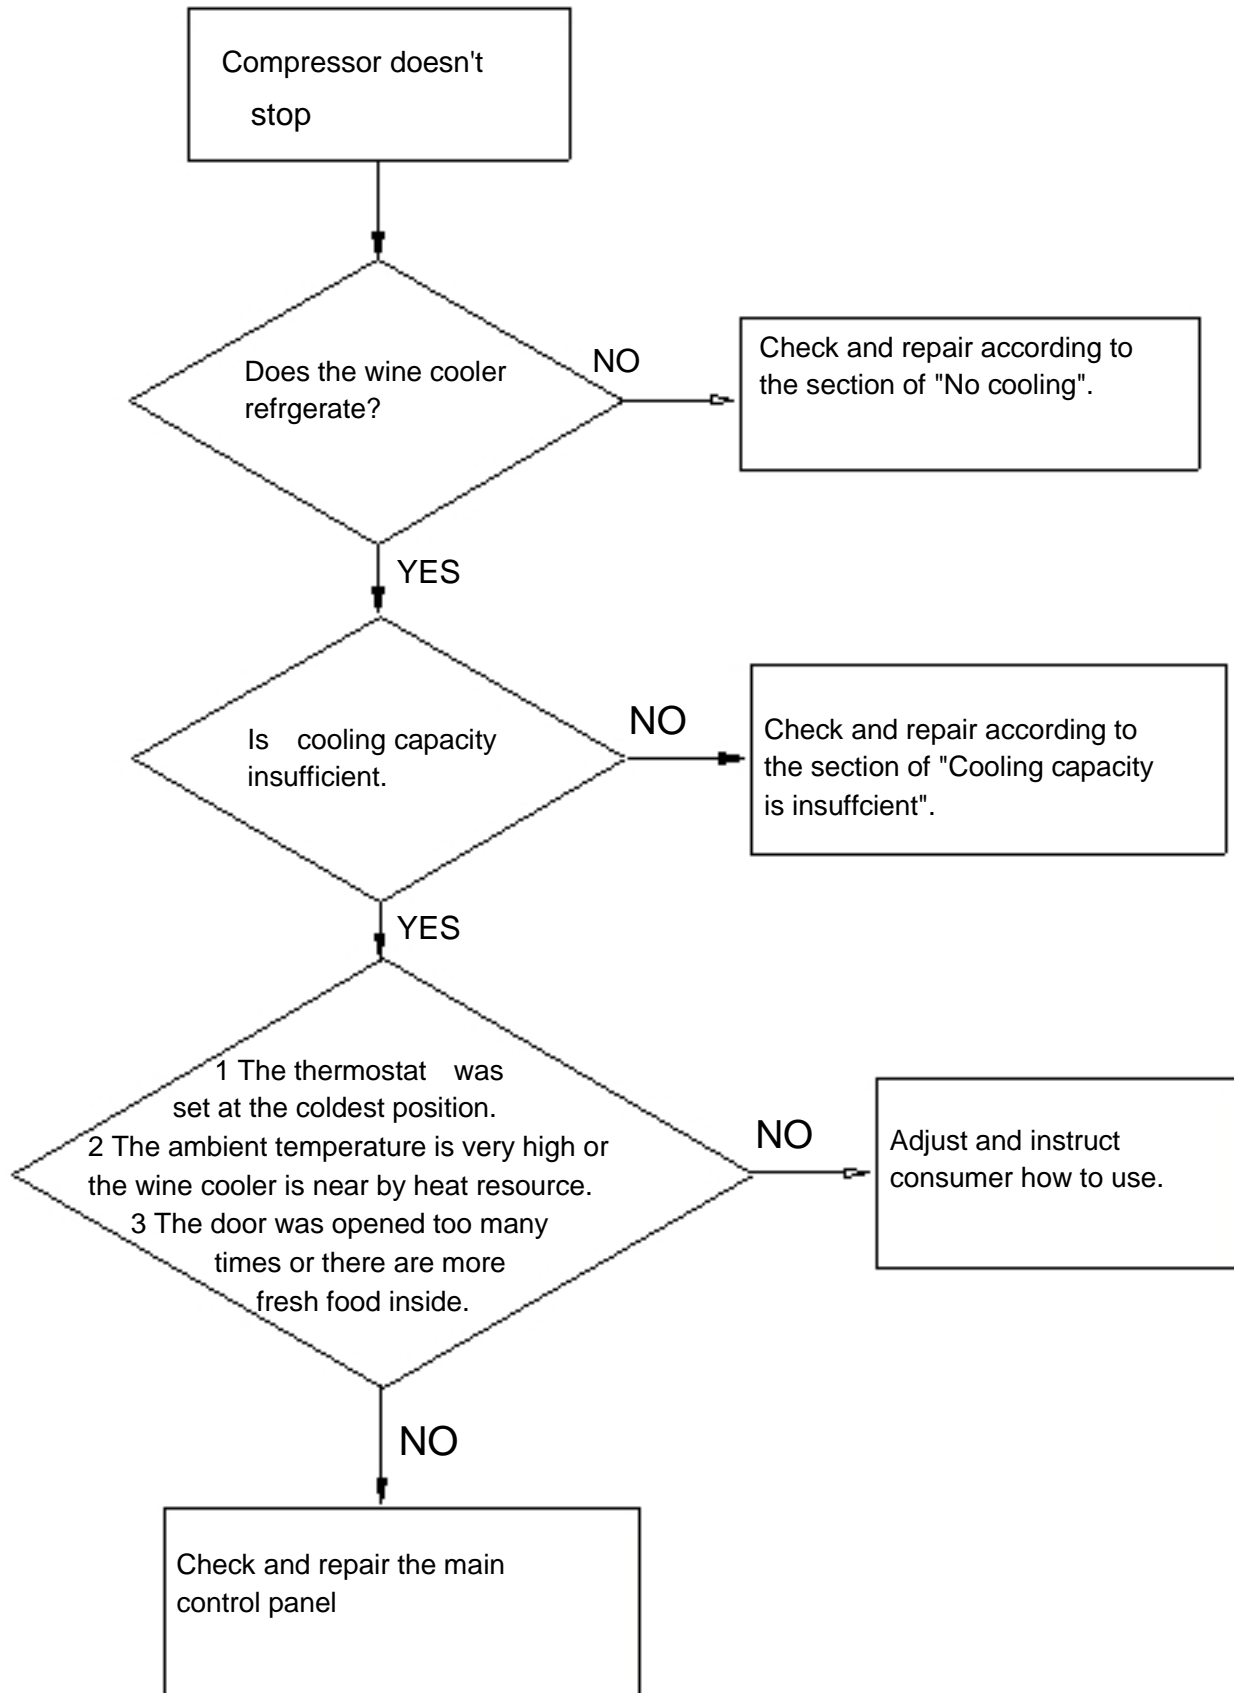 Compressor doesn't
stop
Does the wine cooler
refrgerate?
NO
Check and repair according to
the section of "No cooling".
YES
Is cooling capacity
insufficient.
NO
Check and repair according to
the section of "Cooling capacity
is insuffcient".
YES
1 The thermostat was
set at the coldest position.
2 The ambient temperature is very high or
the wine cooler is near by heat resource.
3 The door was opened too many
times or there are more
fresh food inside.
NO
Adjust and instruct
consumer how to use.
NO
Check and repair the main
control panel